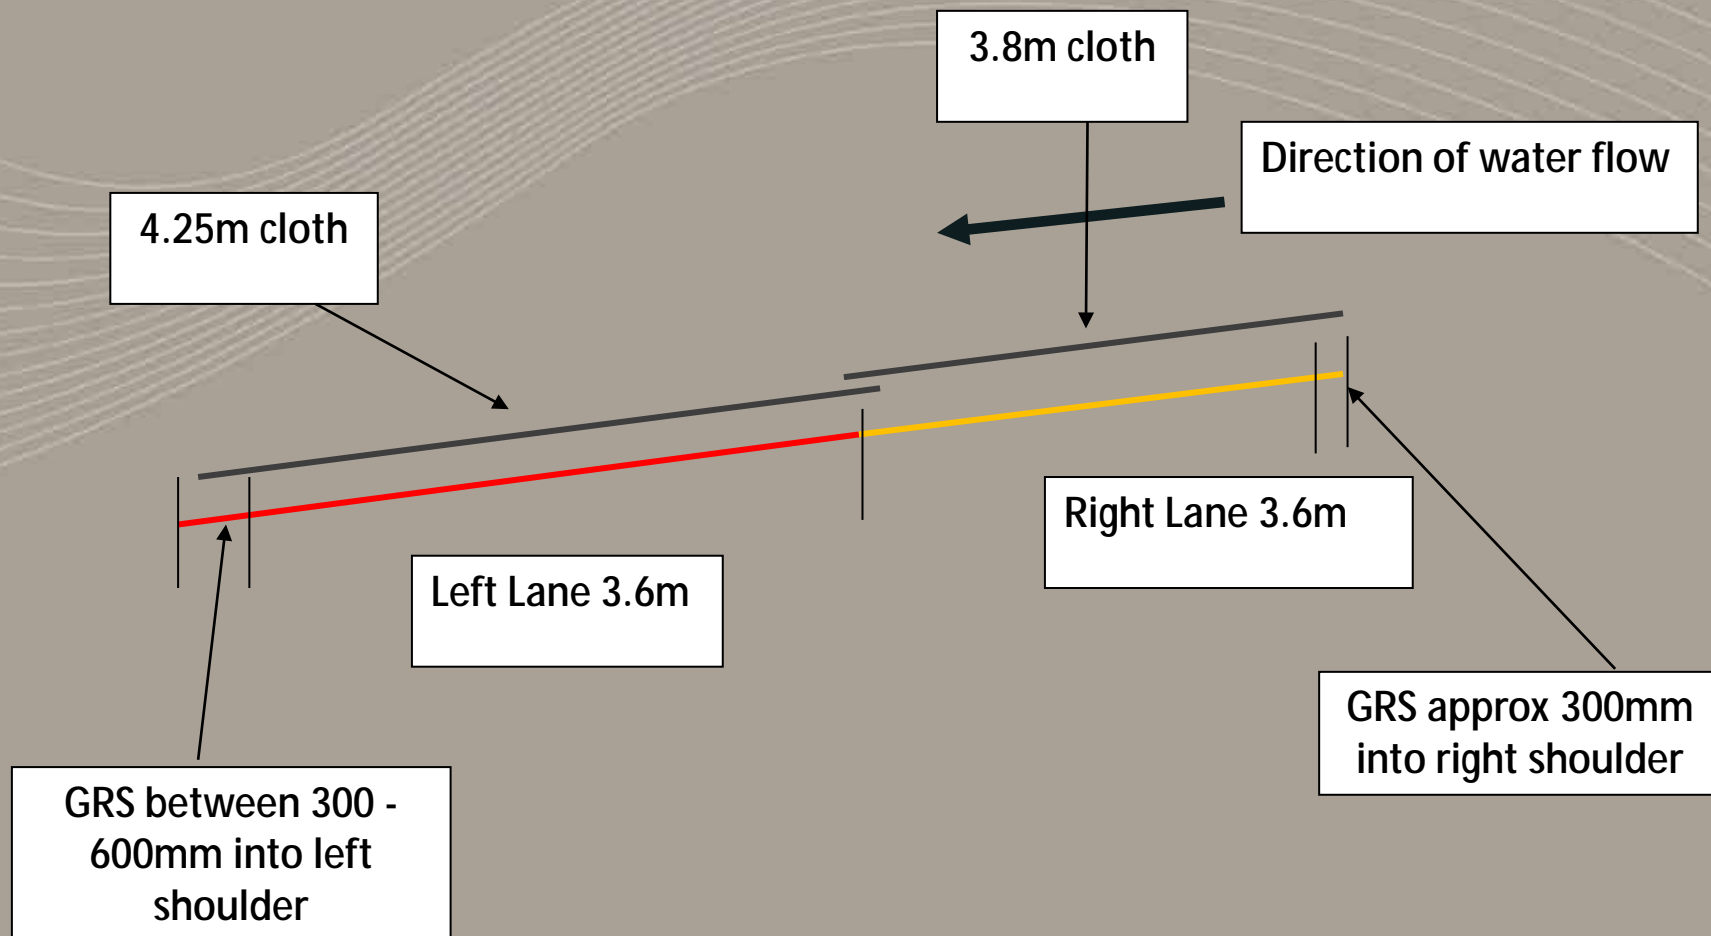 3.8m cloth
Direction of water flow
4.25m cloth
Right Lane 3.6m
Left Lane 3.6m
GRS approx 300mm
into right shoulder
GRS between 300 -
600mm into left
shoulder